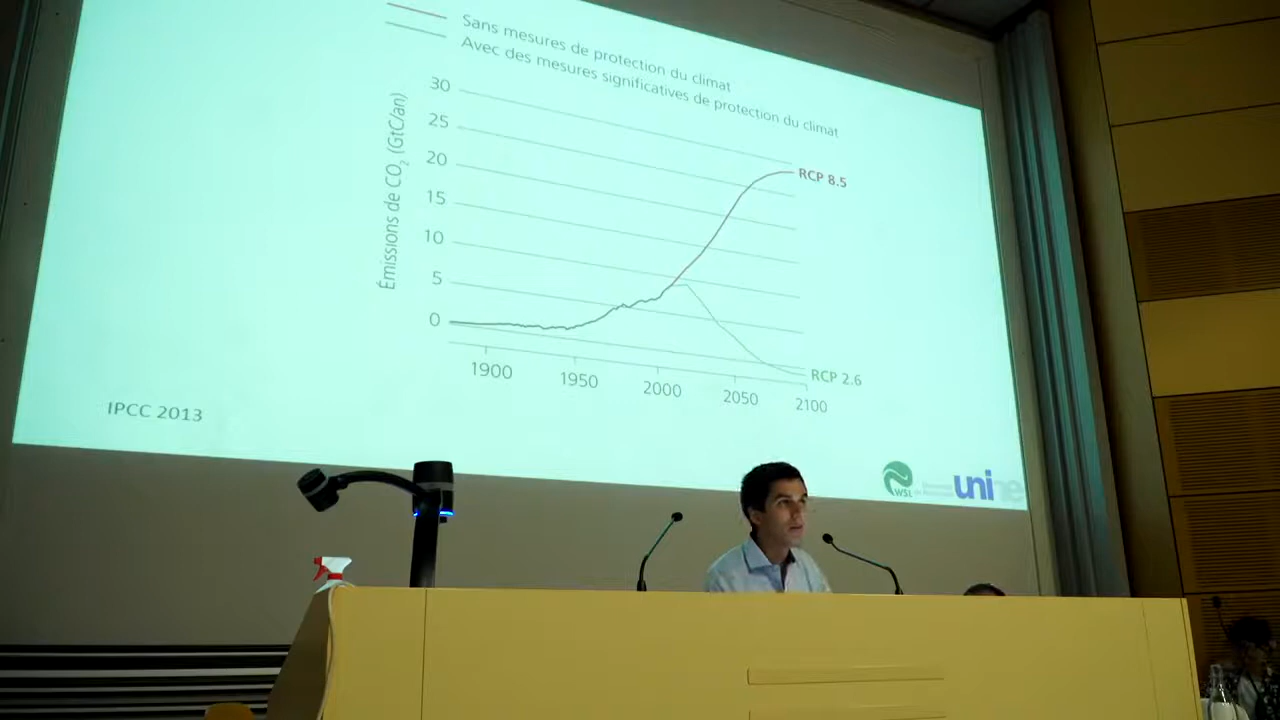 Sans mesures de protection du climat
Avec des mesures significatives de protection du climat
Émissions de CO₂ (GtC/an)
30
25
20
15
10
5
0
RCP 8.5
RCP 2.6
1900
1950
2000
2050
2100
IPCC 2013
WSL
unine